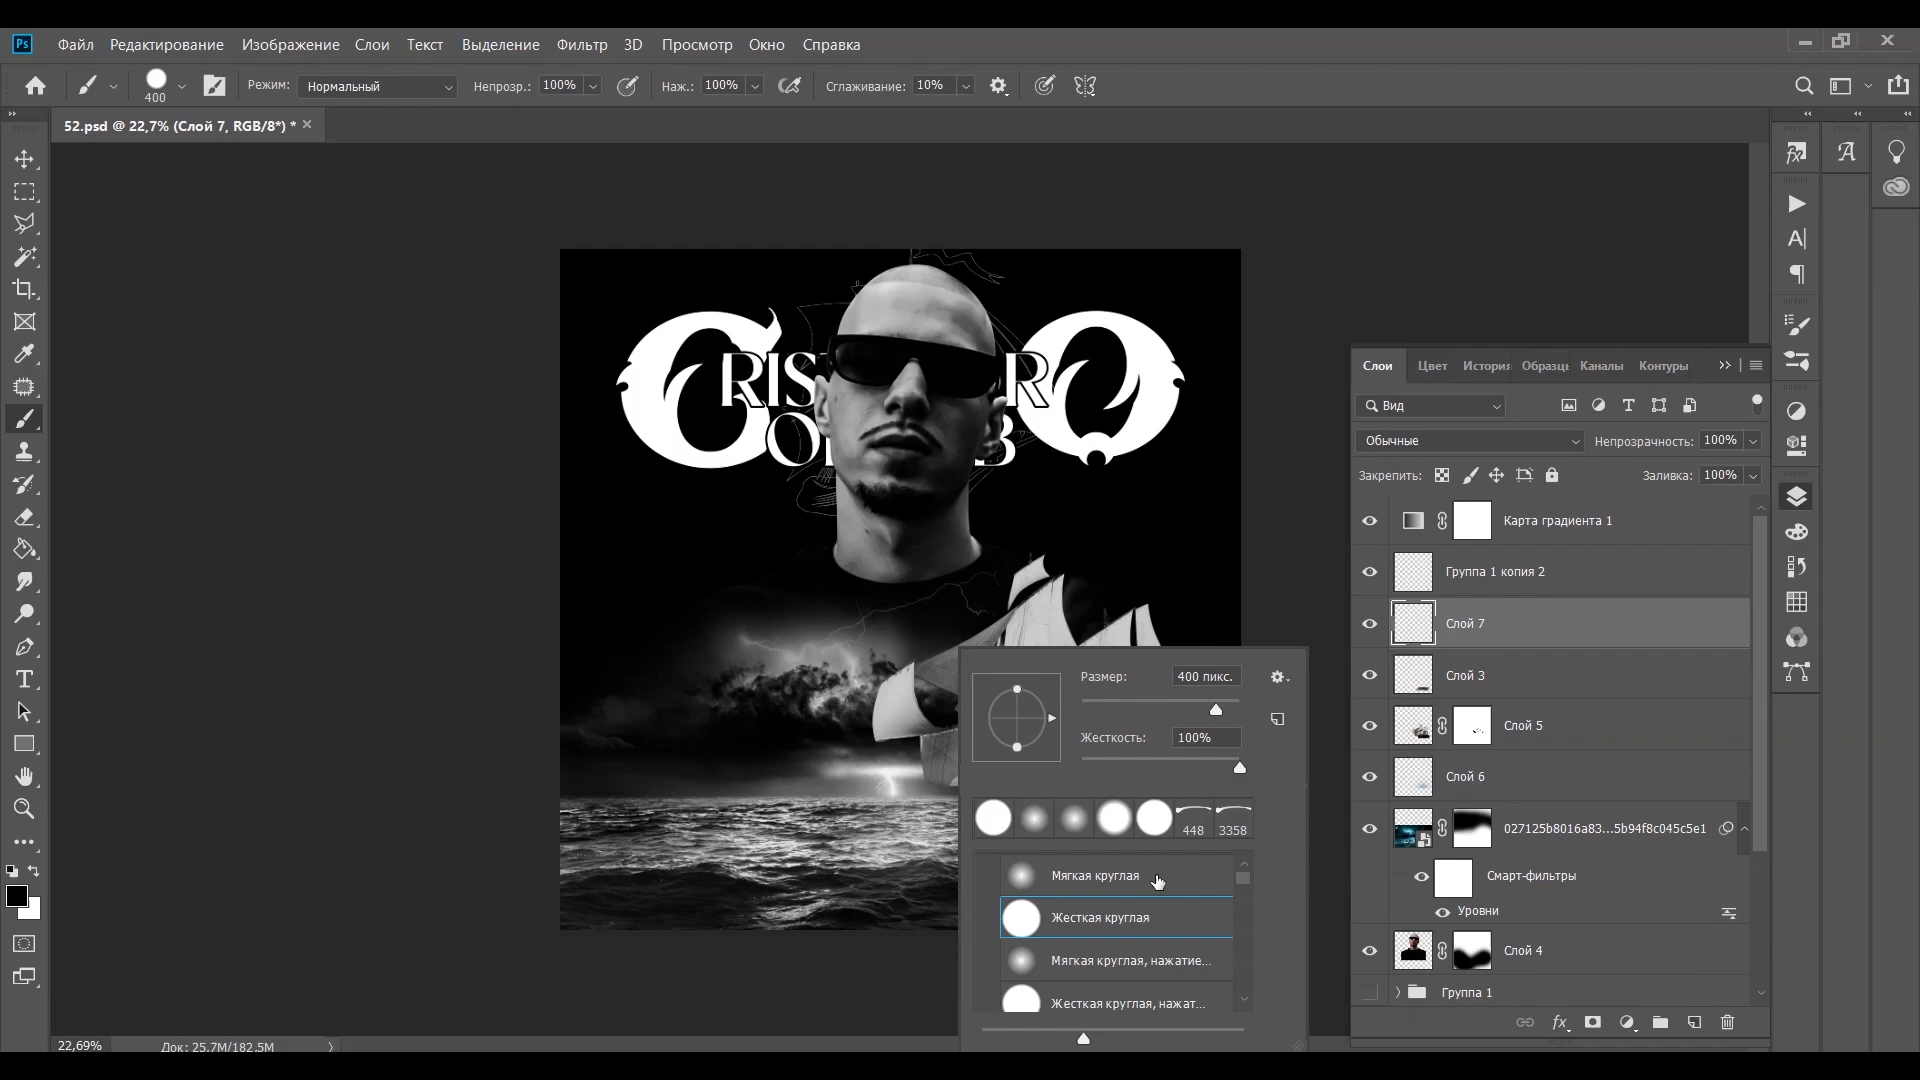 Ps Файл Редактирование Изображение Слои Текст Выделение Фильтр 3D Просмотр Окно Справка
400 Режим: Нормальный Непрозр.: 100% Наж.: 100% Сглаживание: 10%
52.psd @ 22,7% (Слой 7, RGB/8*) *
RIS R
Слои Цвет История Образцы Каналы Контуры
Вид
Обычные Непрозрачность: 100%
Закрепить: Заливка: 100%
Карта градиента 1
Группа 1 копия 2
Слой 7
Слой 3
Слой 5
Слой 6
027125b8016a83...5b94f8c045c5e1
Смарт-фильтры
Уровни
Слой 4
Группа 1
Размер: 400 пикс.
Жесткость: 100%
448 3358
Мягкая круглая
Жесткая круглая
Мягкая круглая, нажатие...
Жесткая круглая, нажат...
22,69% Док: 25,7M/182,5M